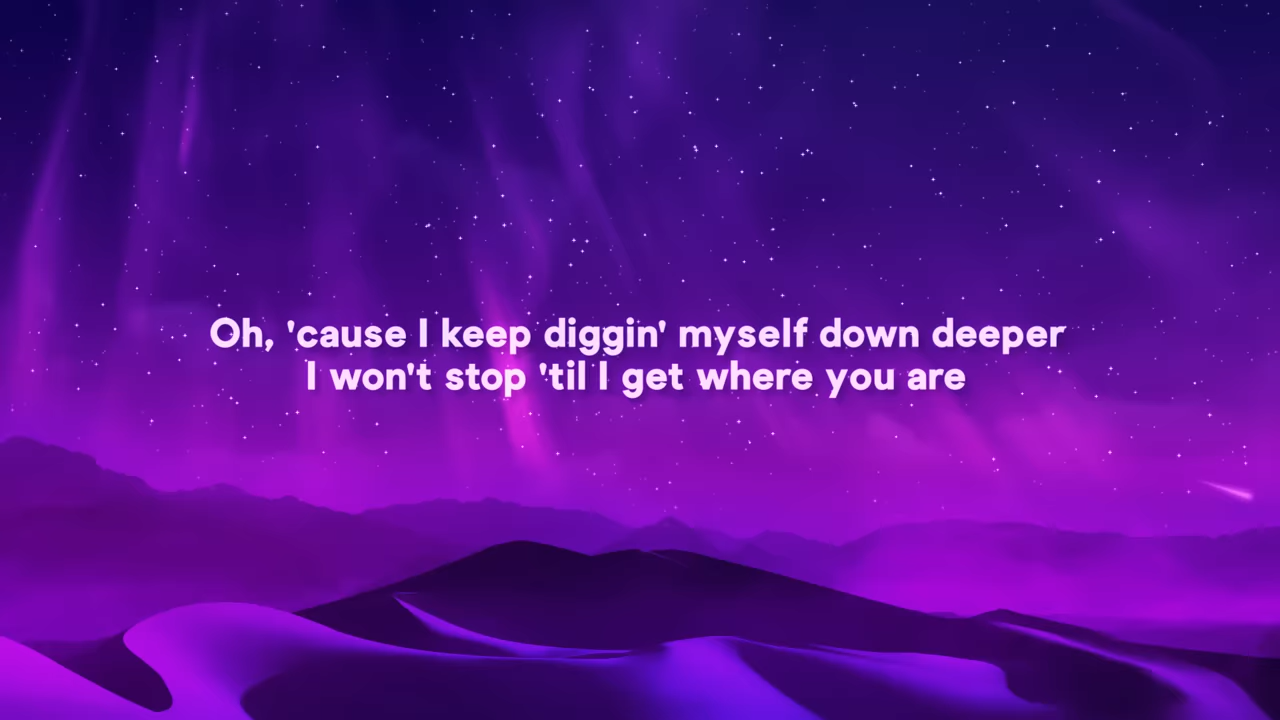 Oh, 'cause I keep diggin' myself down deeper
I won't stop 'til I get where you are